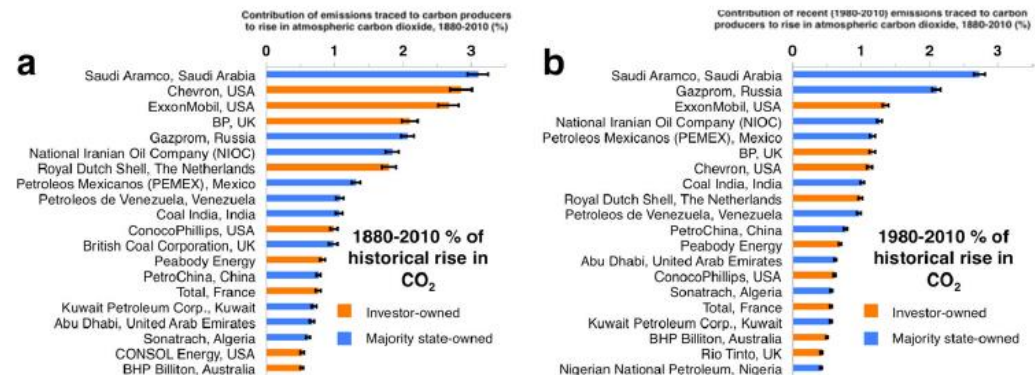 Contribution of emissions traced to carbon producers
to rise in atmospheric carbon dioxide, 1880-2010 (%)
0 1 2 3
a
Saudi Aramco, Saudi Arabia
Chevron, USA
ExxonMobil, USA
BP, UK
Gazprom, Russia
National Iranian Oil Company (NIOC)
Royal Dutch Shell, The Netherlands
Petroleos Mexicanos (PEMEX), Mexico
Petroleos de Venezuela, Venezuela
Coal India, India
ConocoPhillips, USA
British Coal Corporation, UK
Peabody Energy
PetroChina, China
Total, France
Kuwait Petroleum Corp., Kuwait
Abu Dhabi, United Arab Emirates
Sonatrach, Algeria
CONSOL Energy, USA
BHP Billiton, Australia
1880-2010 % of
historical rise in
CO2
Investor-owned
Majority state-owned
Contribution of recent (1980-2010) emissions traced to carbon
producers to rise in atmospheric carbon dioxide, 1880-2010 (%)
0 1 2 3
b
Saudi Aramco, Saudi Arabia
Gazprom, Russia
ExxonMobil, USA
National Iranian Oil Company (NIOC)
Petroleos Mexicanos (PEMEX), Mexico
BP, UK
Chevron, USA
Coal India, India
Royal Dutch Shell, The Netherlands
Petroleos de Venezuela, Venezuela
PetroChina, China
Peabody Energy
Abu Dhabi, United Arab Emirates
ConocoPhillips, USA
Sonatrach, Algeria
Total, France
Kuwait Petroleum Corp., Kuwait
BHP Billiton, Australia
Rio Tinto, UK
Nigerian National Petroleum, Nigeria
1980-2010 % of
historical rise in
CO2
Investor-owned
Majority state-owned